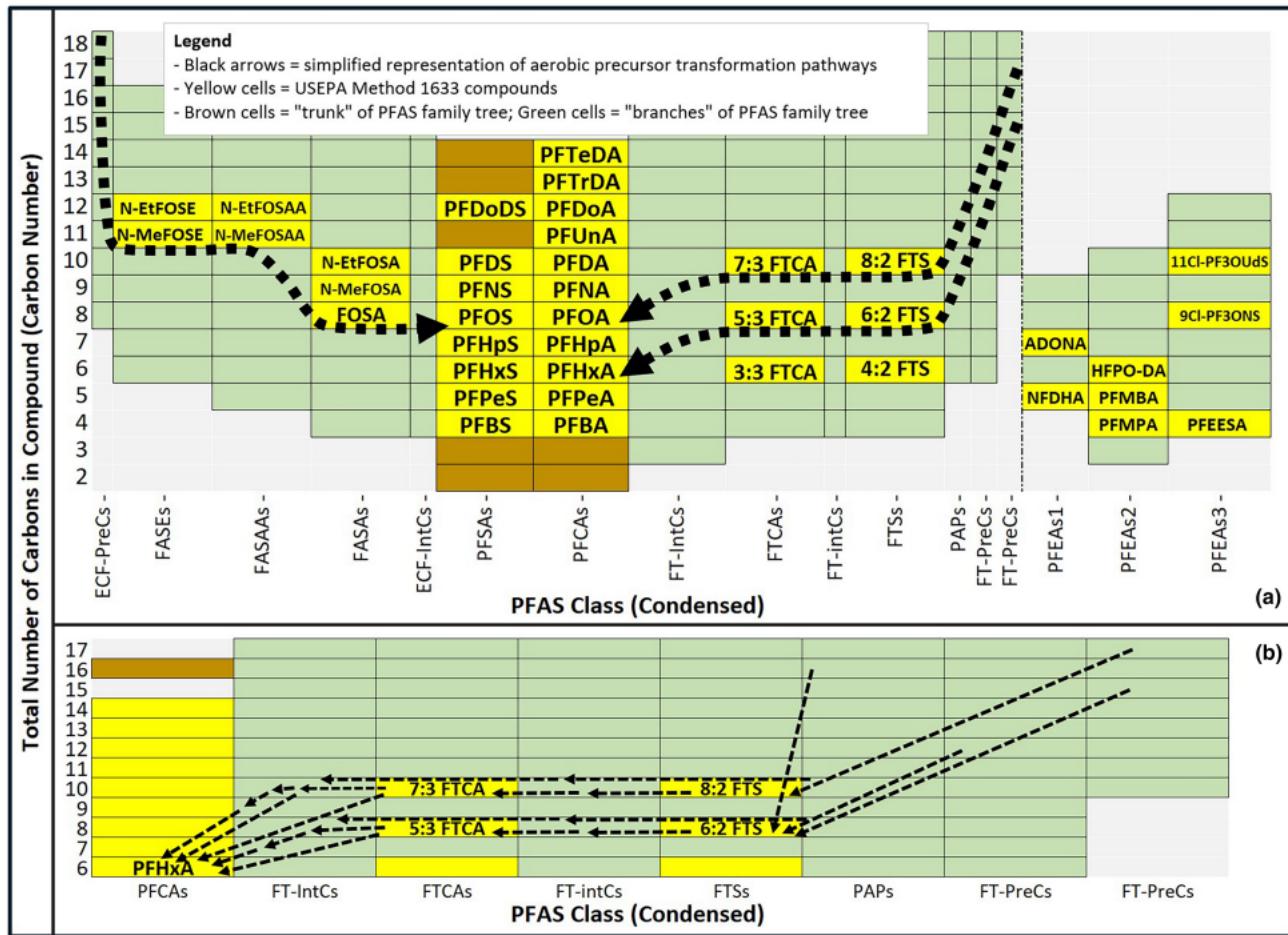 Total Number of Carbons in Compound (Carbon Number)
Legend
- Black arrows = simplified representation of aerobic precursor transformation pathways
- Yellow cells = USEPA Method 1633 compounds
- Brown cells = "trunk" of PFAS family tree; Green cells = "branches" of PFAS family tree
18
17
16
15
14 PFTeDA
13 PFTrDA
12 N-EtFOSE N-EtFOSAA PFDoDS PFDoA
11 N-MeFOSE N-MeFOSAA PFUnA
10 N-EtFOSA PFDS PFDA 7:3 FTCA 8:2 FTS 11Cl-PF3OUdS
9 N-MeFOSA PFNS PFNA
8 FOSA PFOS PFOA 5:3 FTCA 6:2 FTS 9Cl-PF3ONS
7 PFHpS PFHpA ADONA
6 PFHxS PFHxA 3:3 FTCA 4:2 FTS HFPO-DA
5 PFPeS PFPeA NFDHA PFMBA
4 PFBS PFBA PFMPA PFEESA
3
2
ECF-PreCs - FASEs - FASAAs - FASAs - ECF-IntCs - PFSAs - PFCAs - FT-IntCs - FTCAs - FT-intCs - FTSs - PAPs - FT-PreCs - FT-PreCs - PFEAs1 - PFEAs2 - PFEAs3 -
PFAS Class (Condensed)
(a)
17
16
15
14
13
12
11
10 7:3 FTCA 8:2 FTS
9
8 5:3 FTCA 6:2 FTS
7
6 PFHxA
PFCAs FT-IntCs FTCAs FT-intCs FTSs PAPs FT-PreCs FT-PreCs
PFAS Class (Condensed)
(b)